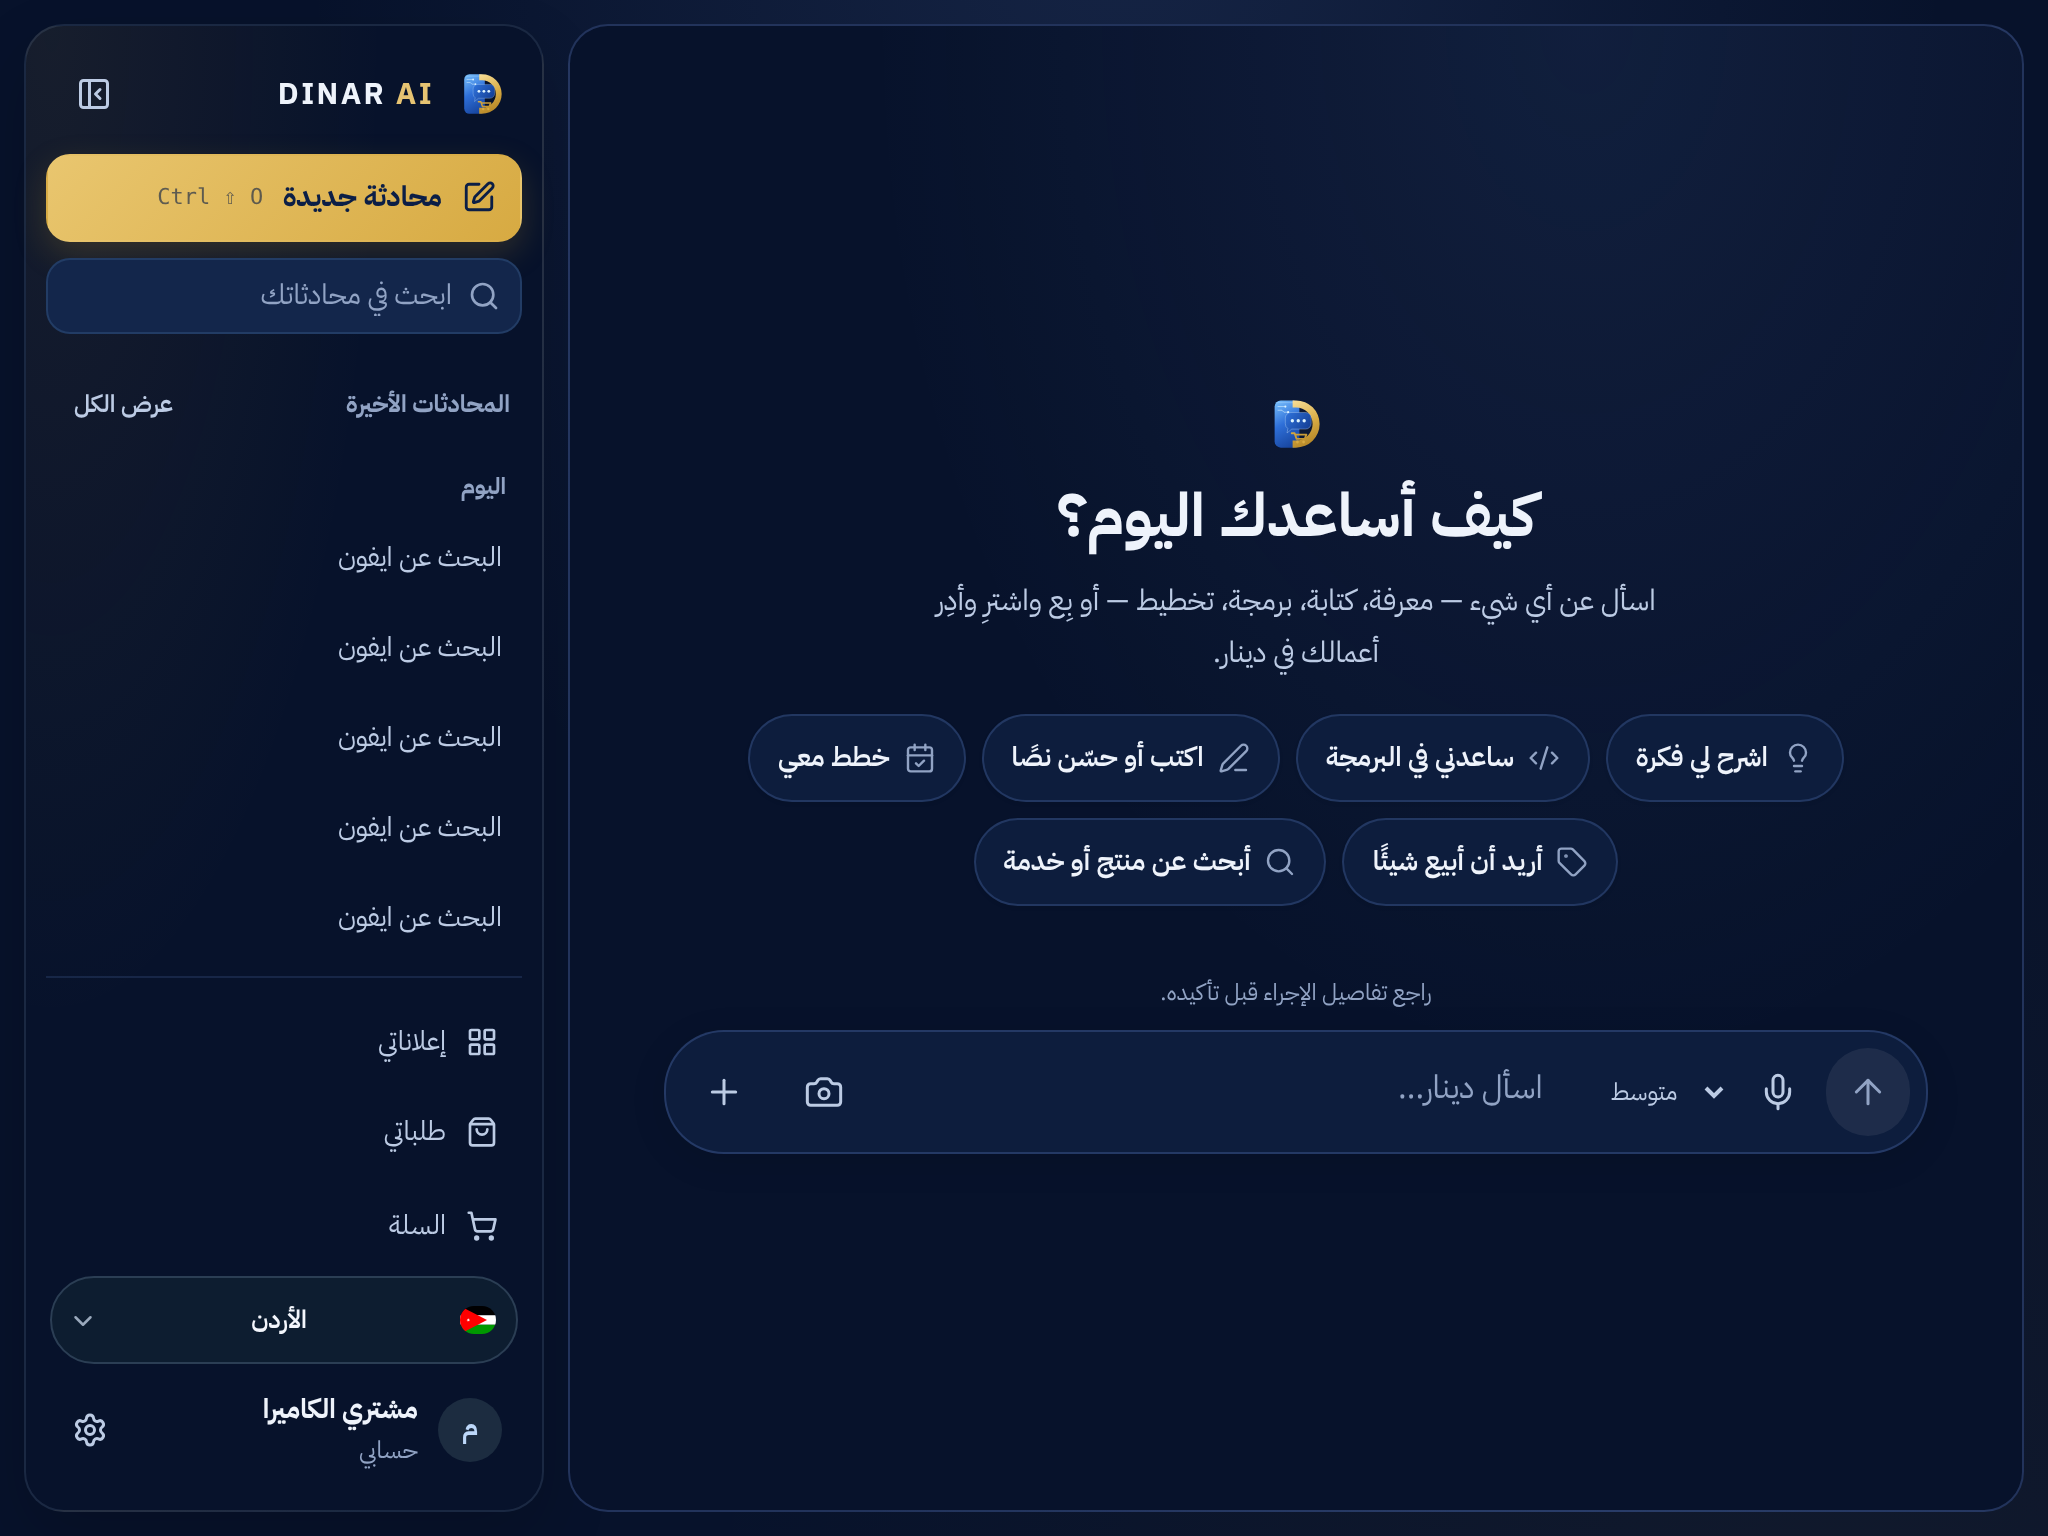 DINAR AI
محادثة جديدة Ctrl ⇧ O
ابحث في محادثاتك
المحادثات الأخيرة
عرض الكل
اليوم
البحث عن ايفون
البحث عن ايفون
البحث عن ايفون
البحث عن ايفون
البحث عن ايفون
إعلاناتي
طلباتي
السلة
الأردن
م
مشتري الكاميرا
حسابي
كيف أساعدك اليوم؟
اسأل عن أي شيء — معرفة، كتابة، برمجة، تخطيط — أو بِع واشترِ وأدِر
أعمالك في دينار.
اشرح لي فكرة
ساعدني في البرمجة
اكتب أو حسّن نصًا
خطط معي
أريد أن أبيع شيئًا
أبحث عن منتج أو خدمة
راجع تفاصيل الإجراء قبل تأكيده.
متوسط
اسأل دينار...